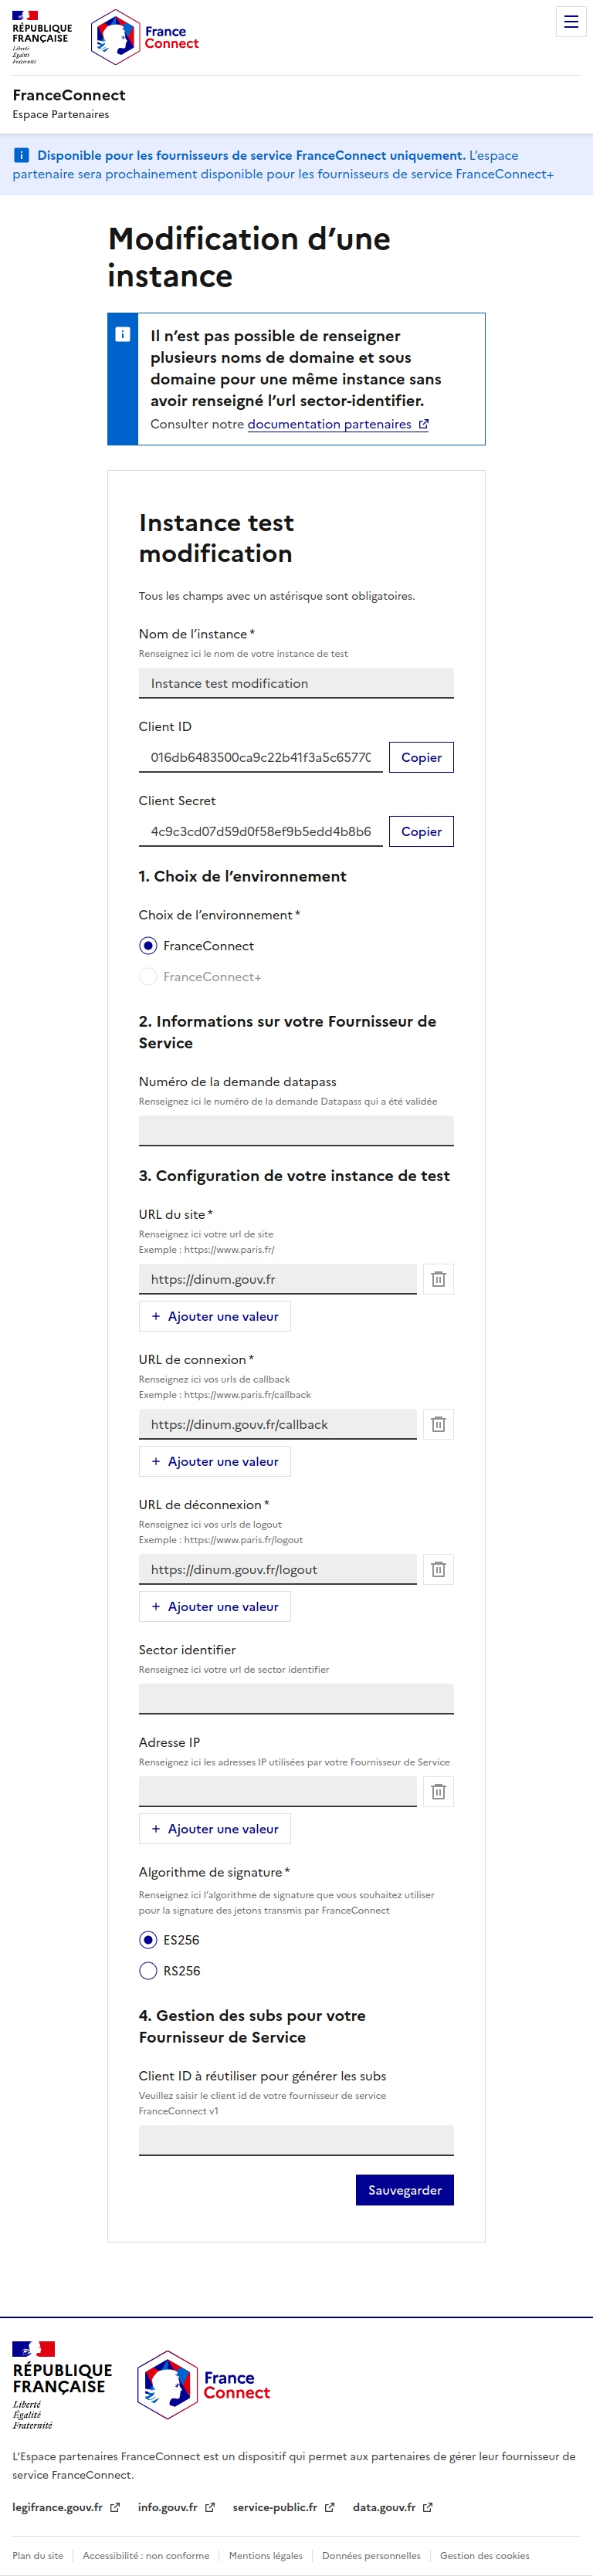 RÉPUBLIQUE
FRANÇAISE
Liberté
Égalité
Fraternité
France
Connect
FranceConnect
Espace Partenaires
Disponible pour les fournisseurs de service FranceConnect uniquement. L’espace
partenaire sera prochainement disponible pour les fournisseurs de service FranceConnect+
Modification d’une
instance
Il n’est pas possible de renseigner
plusieurs noms de domaine et sous
domaine pour une même instance sans
avoir renseigné l’url sector-identifier.
Consulter notre documentation partenaires
Instance test
modification
Tous les champs avec un astérisque sont obligatoires.
Nom de l’instance *
Renseignez ici le nom de votre instance de test
Instance test modification
Client ID
016db6483500ca9c22b41f3a5c65770
Copier
Client Secret
4c9c3cd07d59d0f58ef9b5edd4b8b6
Copier
1. Choix de l’environnement
Choix de l’environnement *
FranceConnect
FranceConnect+
2. Informations sur votre Fournisseur de
Service
Numéro de la demande datapass
Renseignez ici le numéro de la demande Datapass qui a été validée
3. Configuration de votre instance de test
URL du site *
Renseignez ici votre url de site
Exemple : https://www.paris.fr/
https://dinum.gouv.fr
+ Ajouter une valeur
URL de connexion *
Renseignez ici vos urls de callback
Exemple : https://www.paris.fr/callback
https://dinum.gouv.fr/callback
+ Ajouter une valeur
URL de déconnexion *
Renseignez ici vos urls de logout
Exemple : https://www.paris.fr/logout
https://dinum.gouv.fr/logout
+ Ajouter une valeur
Sector identifier
Renseignez ici votre url de sector identifier
Adresse IP
Renseignez ici les adresses IP utilisées par votre Fournisseur de Service
+ Ajouter une valeur
Algorithme de signature *
Renseignez ici l’algorithme de signature que vous souhaitez utiliser
pour la signature des jetons transmis par FranceConnect
ES256
RS256
4. Gestion des subs pour votre
Fournisseur de Service
Client ID à réutiliser pour générer les subs
Veuillez saisir le client id de votre fournisseur de service
FranceConnect v1
Sauvegarder
RÉPUBLIQUE
FRANÇAISE
Liberté
Égalité
Fraternité
France
Connect
L’Espace partenaires FranceConnect est un dispositif qui permet aux partenaires de gérer leur fournisseur de
service FranceConnect.
legifrance.gouv.fr info.gouv.fr service-public.fr data.gouv.fr
Plan du site Accessibilité : non conforme Mentions légales Données personnelles Gestion des cookies